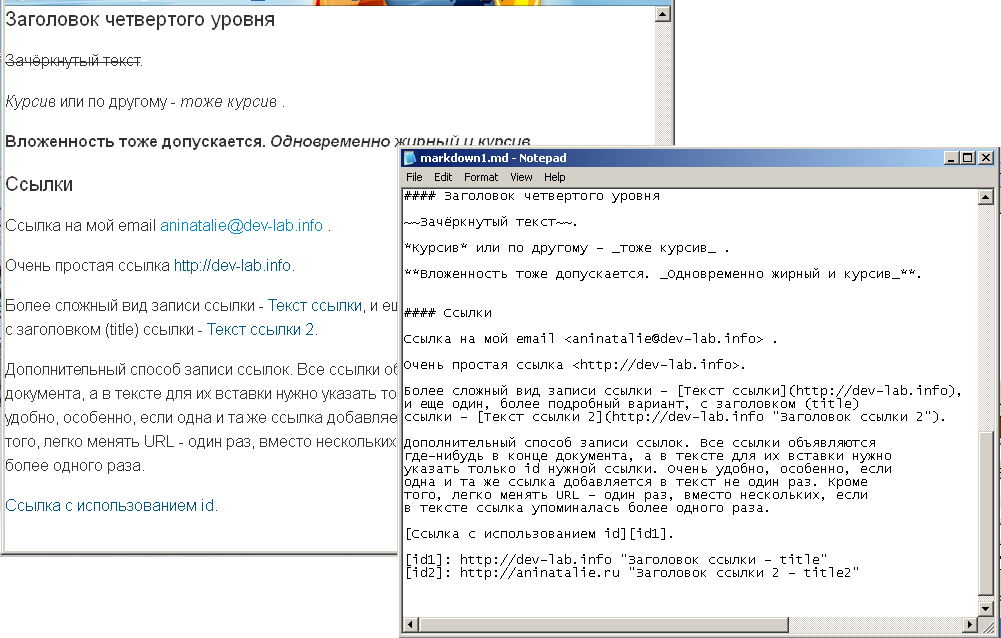 Заголовок четвертого уровня
Зачёркнутый текст.
Курсив или по другому - тоже курсив .
Вложенность тоже допускается. Одновременно жирный и курсив
Ссылки
Ссылка на мой email aninatalie@dev-lab.info .
Очень простая ссылка http://dev-lab.info.
Более сложный вид записи ссылки - Текст ссылки, и ещ
с заголовком (title) ссылки - Текст ссылки 2.
Дополнительный способ записи ссылок. Все ссылки об
документа, а в тексте для их вставки нужно указать то
удобно, особенно, если одна и та же ссылка добавляе
того, легко менять URL - один раз, вместо нескольких
более одного раза.
Ссылка с использованием id.
markdown1.md - Notepad
File Edit Format View Help
#### Заголовок четвертого уровня
~~Зачёркнутый текст~~.
*Курсив* или по другому - _тоже курсив_ .
**Вложенность тоже допускается. _Одновременно жирный и курсив_**.
#### Ссылки
Ссылка на мой email <aninatalie@dev-lab.info> .
Очень простая ссылка <http://dev-lab.info>.
Более сложный вид записи ссылки - [Текст ссылки](http://dev-lab.info),
и еще один, более подробный вариант, с заголовком (title)
ссылки - [Текст ссылки 2](http://dev-lab.info "Заголовок ссылки 2").
Дополнительный способ записи ссылок. Все ссылки объявляются
где-нибудь в конце документа, а в тексте для их вставки нужно
указать только id нужной ссылки. Очень удобно, особенно, если
одна и та же ссылка добавляется в текст не один раз. Кроме
того, легко менять URL - один раз, вместо нескольких, если
в тексте ссылка упоминалась более одного раза.
[Ссылка с использованием id][id1].
[id1]: http://dev-lab.info "Заголовок ссылки - title"
[id2]: http://aninatalie.ru "Заголовок ссылки 2 - title2"